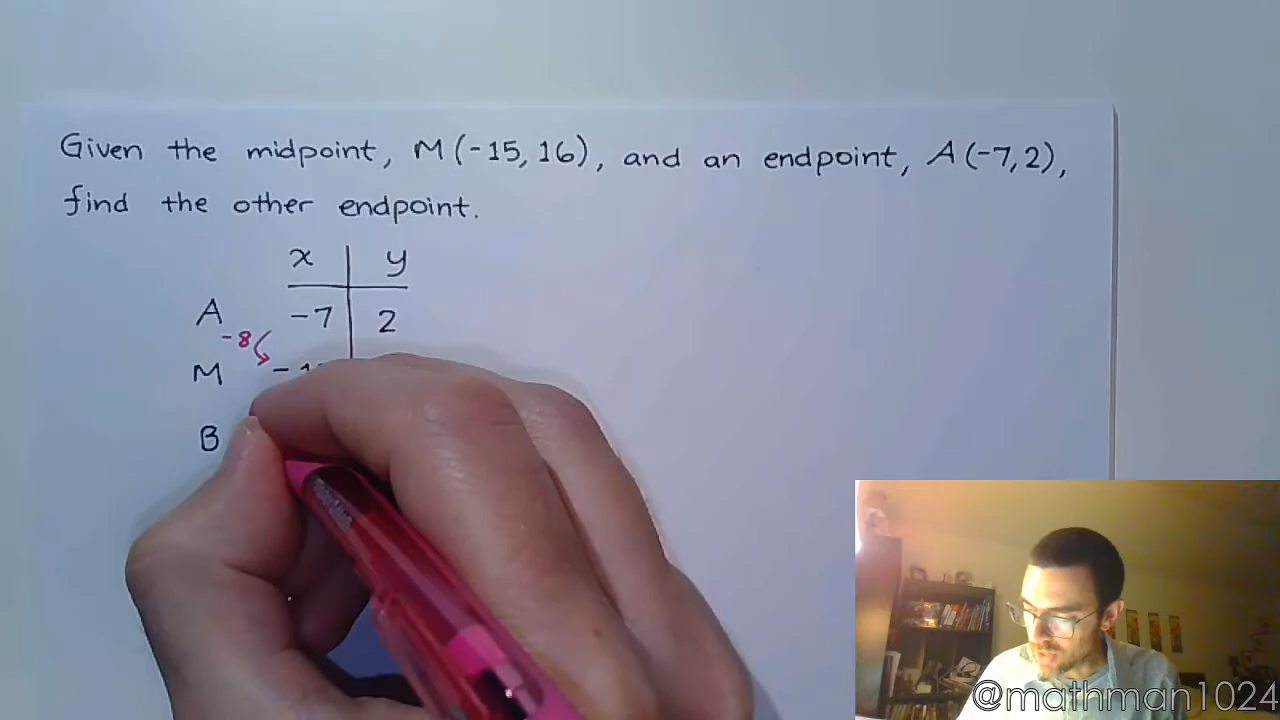 Given the midpoint, M(-15, 16), and an endpoint, A(-7, 2),
find the other endpoint.
x y
A -7 2
-8
M
B
@mathman1024